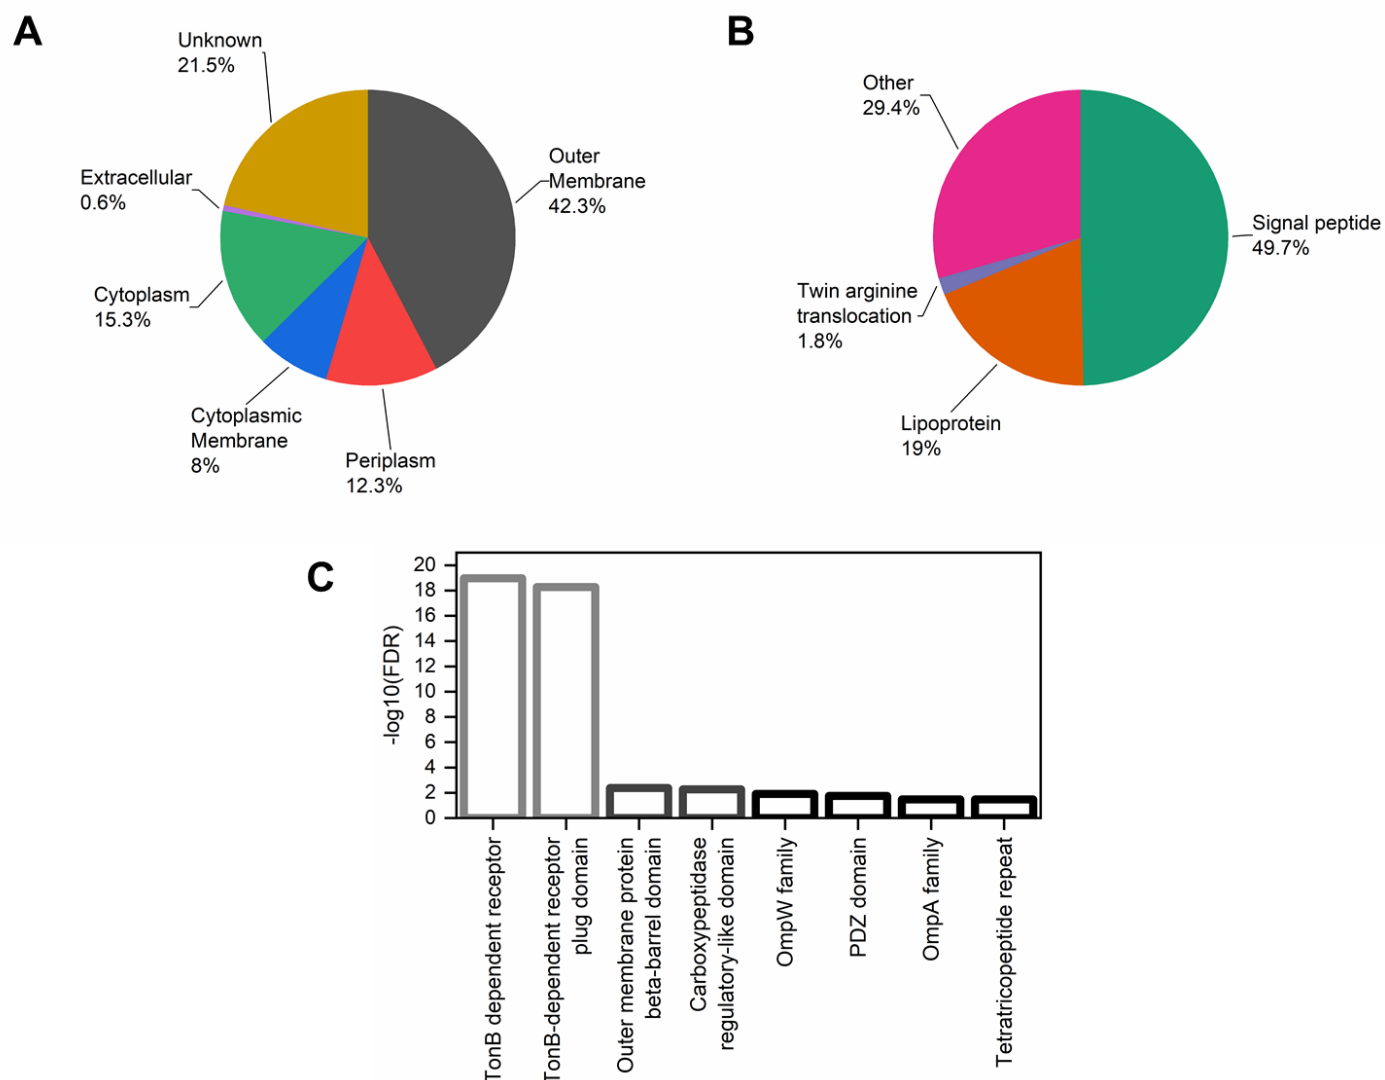 A
Unknown
21.5%
Outer
Membrane
42.3%
Extracellular
0.6%
Cytoplasm
15.3%
Cytoplasmic
Membrane
8%
Periplasm
12.3%
B
Other
29.4%
Signal peptide
49.7%
Twin arginine
translocation
1.8%
Lipoprotein
19%
C
-log10(FDR)
20
18
16
14
12
10
8
6
4
2
0
TonB dependent receptor
TonB-dependent receptor
plug domain
Outer membrane protein
beta-barrel domain
Carboxypeptidase
regulatory-like domain
OmpW family
PDZ domain
OmpA family
Tetratricopeptide repeat